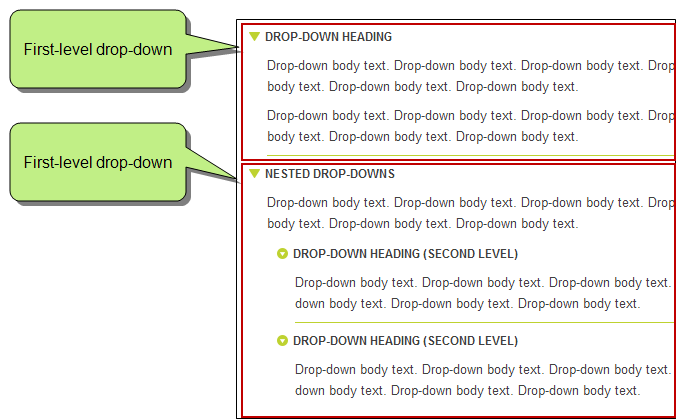 First-level drop-down
DROP-DOWN HEADING
Drop-down body text. Drop-down body text. Drop-down body text. Drop
body text. Drop-down body text. Drop-down body text.
Drop-down body text. Drop-down body text. Drop-down body text. Drop
body text. Drop-down body text. Drop-down body text.
First-level drop-down
NESTED DROP-DOWNS
Drop-down body text. Drop-down body text. Drop-down body text. Drop
body text. Drop-down body text. Drop-down body text.
DROP-DOWN HEADING (SECOND LEVEL)
Drop-down body text. Drop-down body text. Drop-down body text.
down body text. Drop-down body text. Drop-down body text.
DROP-DOWN HEADING (SECOND LEVEL)
Drop-down body text. Drop-down body text. Drop-down body text.
down body text. Drop-down body text. Drop-down body text.